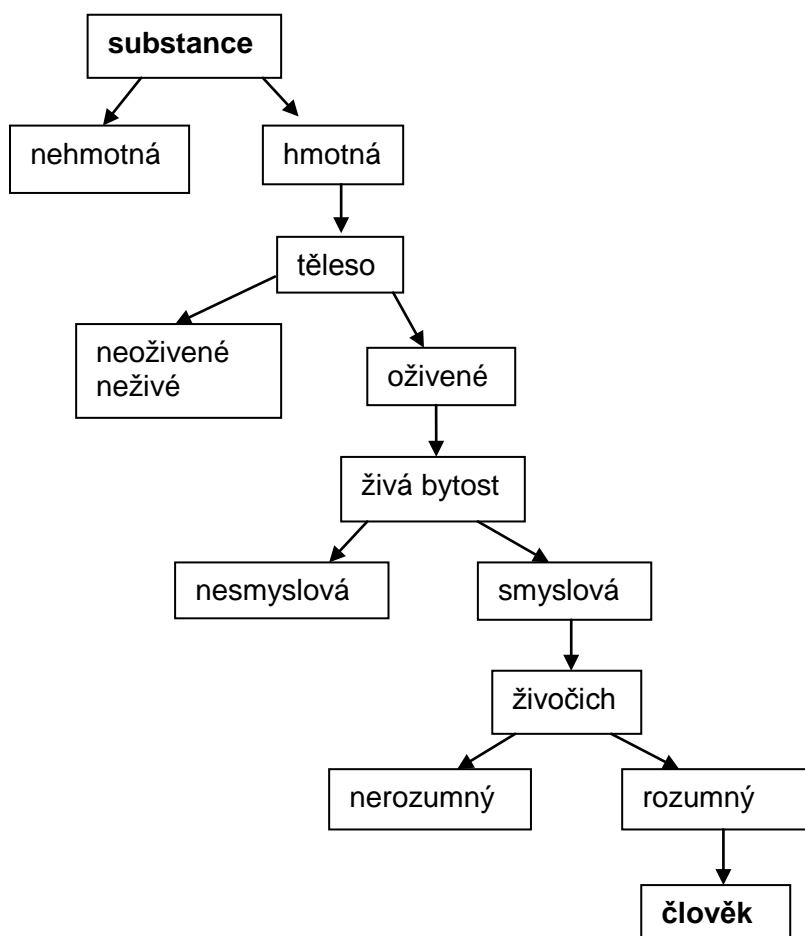 substance
nehmotná
hmotná
těleso
neoživené
neživé
oživené
živá bytost
nesmyslová
smyslová
živočich
nerozumný
rozumný
člověk